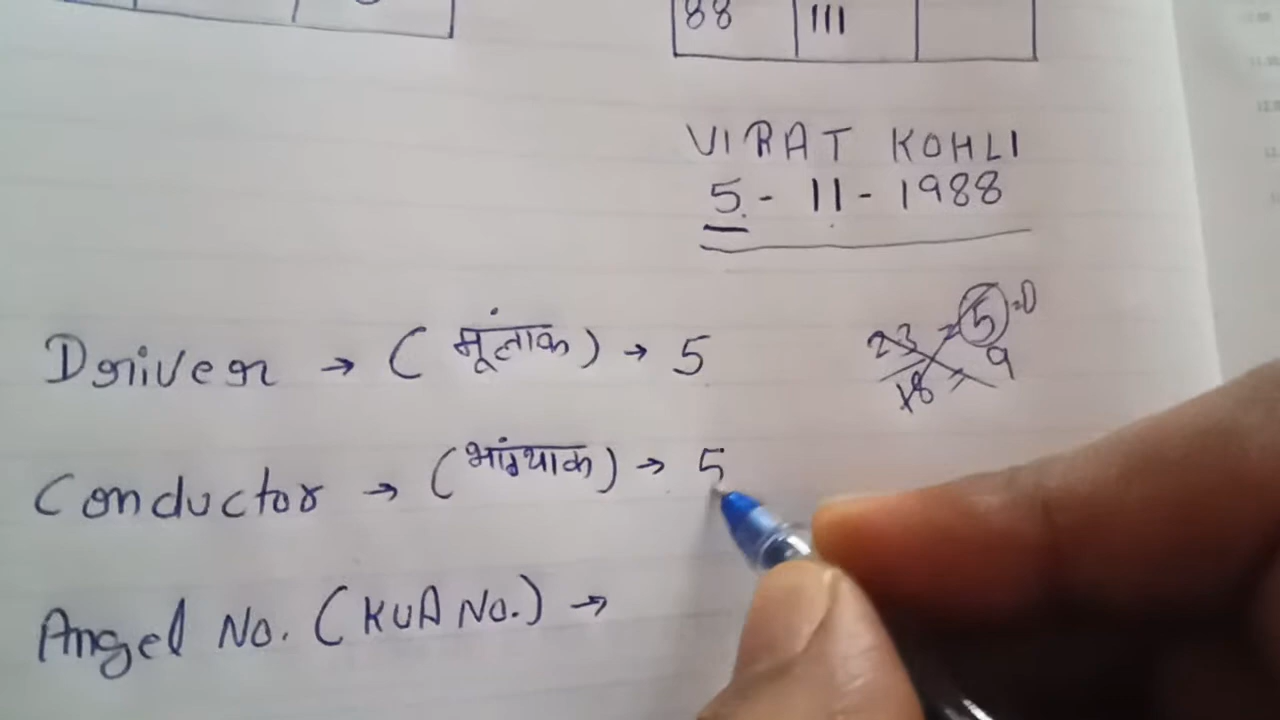 88 111
VIRAT KOHLI
5 - 11 - 1988
23 = 5
18 = 9
Driver → (मूंलाक) → 5
Conductor → (भांग्याक) → 5
Angel No. (KUA No.) →